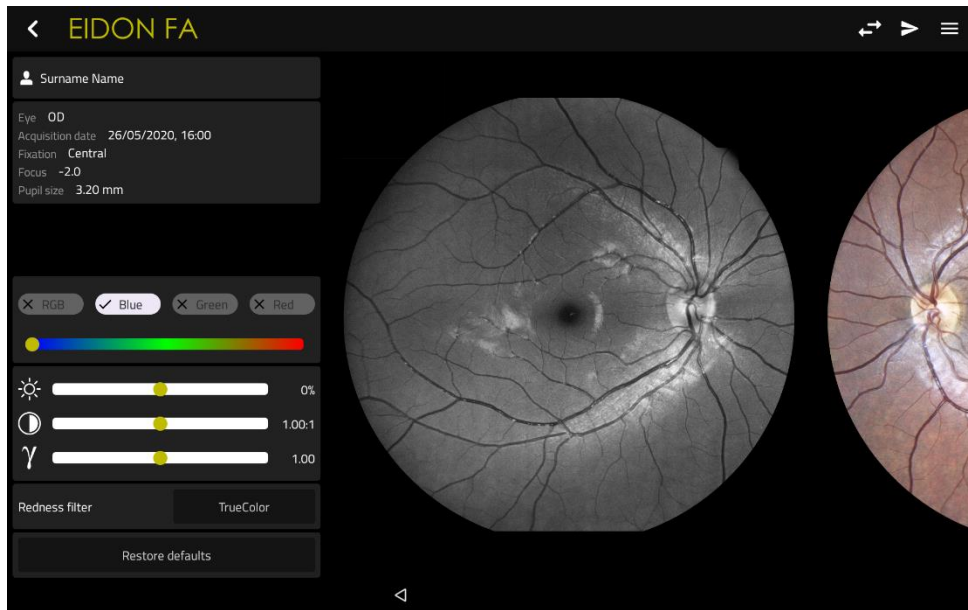 EIDON FA
Surname Name
Eye OD
Acquisition date 26/05/2020, 16:00
Fixation Central
Focus -2.0
Pupil size 3.20 mm
RGB Blue Green Red
0%
1.00:1
γ 1.00
Redness filter TrueColor
Restore defaults